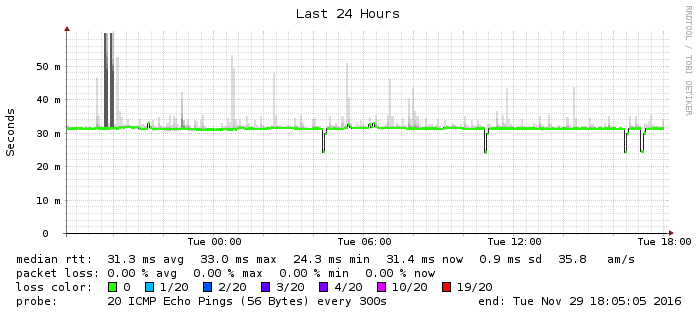 Last 24 Hours
RRDTOOL / TOBI OETIKER
Seconds
50 m
40 m
30 m
20 m
10 m
0
Tue 00:00 Tue 06:00 Tue 12:00 Tue 18:00
median rtt: 31.3 ms avg 33.0 ms max 24.3 ms min 31.4 ms now 0.9 ms sd 35.8 am/s
packet loss: 0.00 % avg 0.00 % max 0.00 % min 0.00 % now
loss color: 0 1/20 2/20 3/20 4/20 10/20 19/20
probe: 20 ICMP Echo Pings (56 Bytes) every 300s end: Tue Nov 29 18:05:05 2016